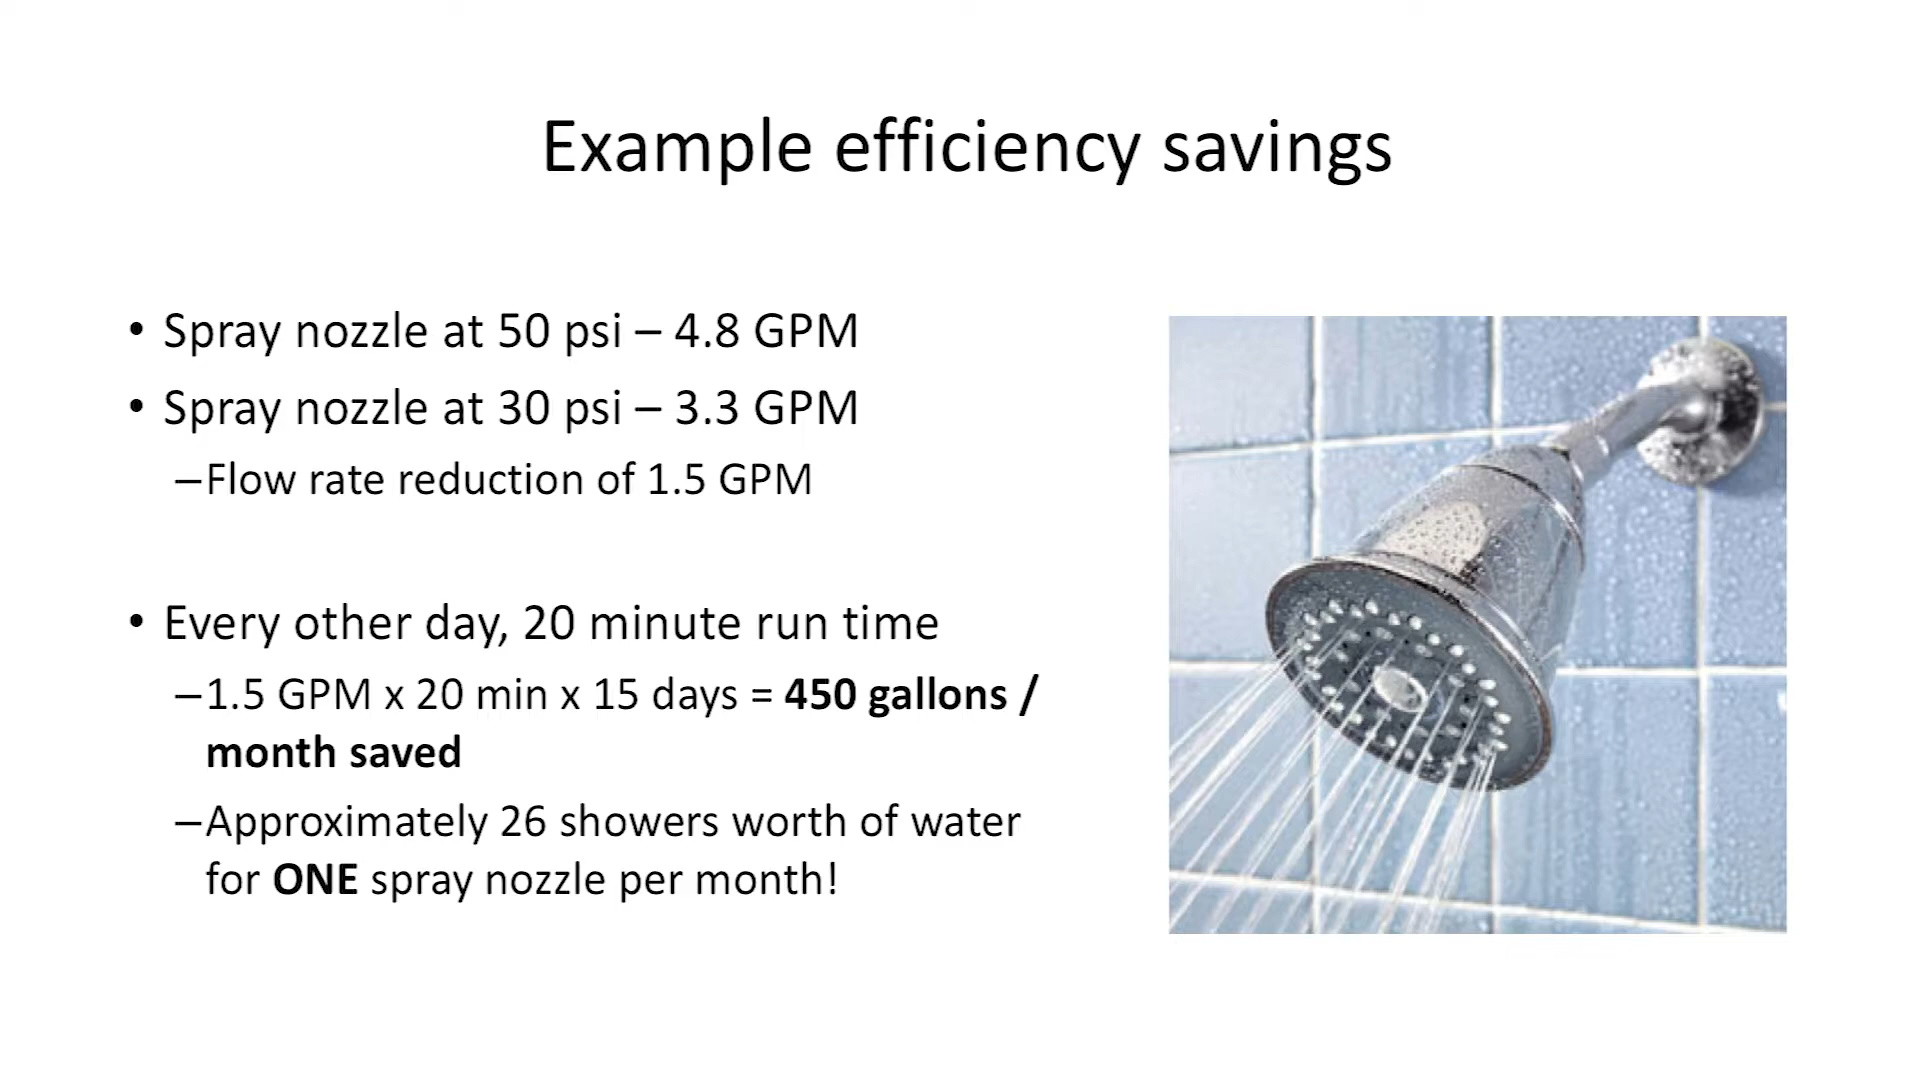 Example efficiency savings
• Spray nozzle at 50 psi – 4.8 GPM
• Spray nozzle at 30 psi – 3.3 GPM
–Flow rate reduction of 1.5 GPM
• Every other day, 20 minute run time
–1.5 GPM x 20 min x 15 days = 450 gallons /
month saved
–Approximately 26 showers worth of water
for ONE spray nozzle per month!